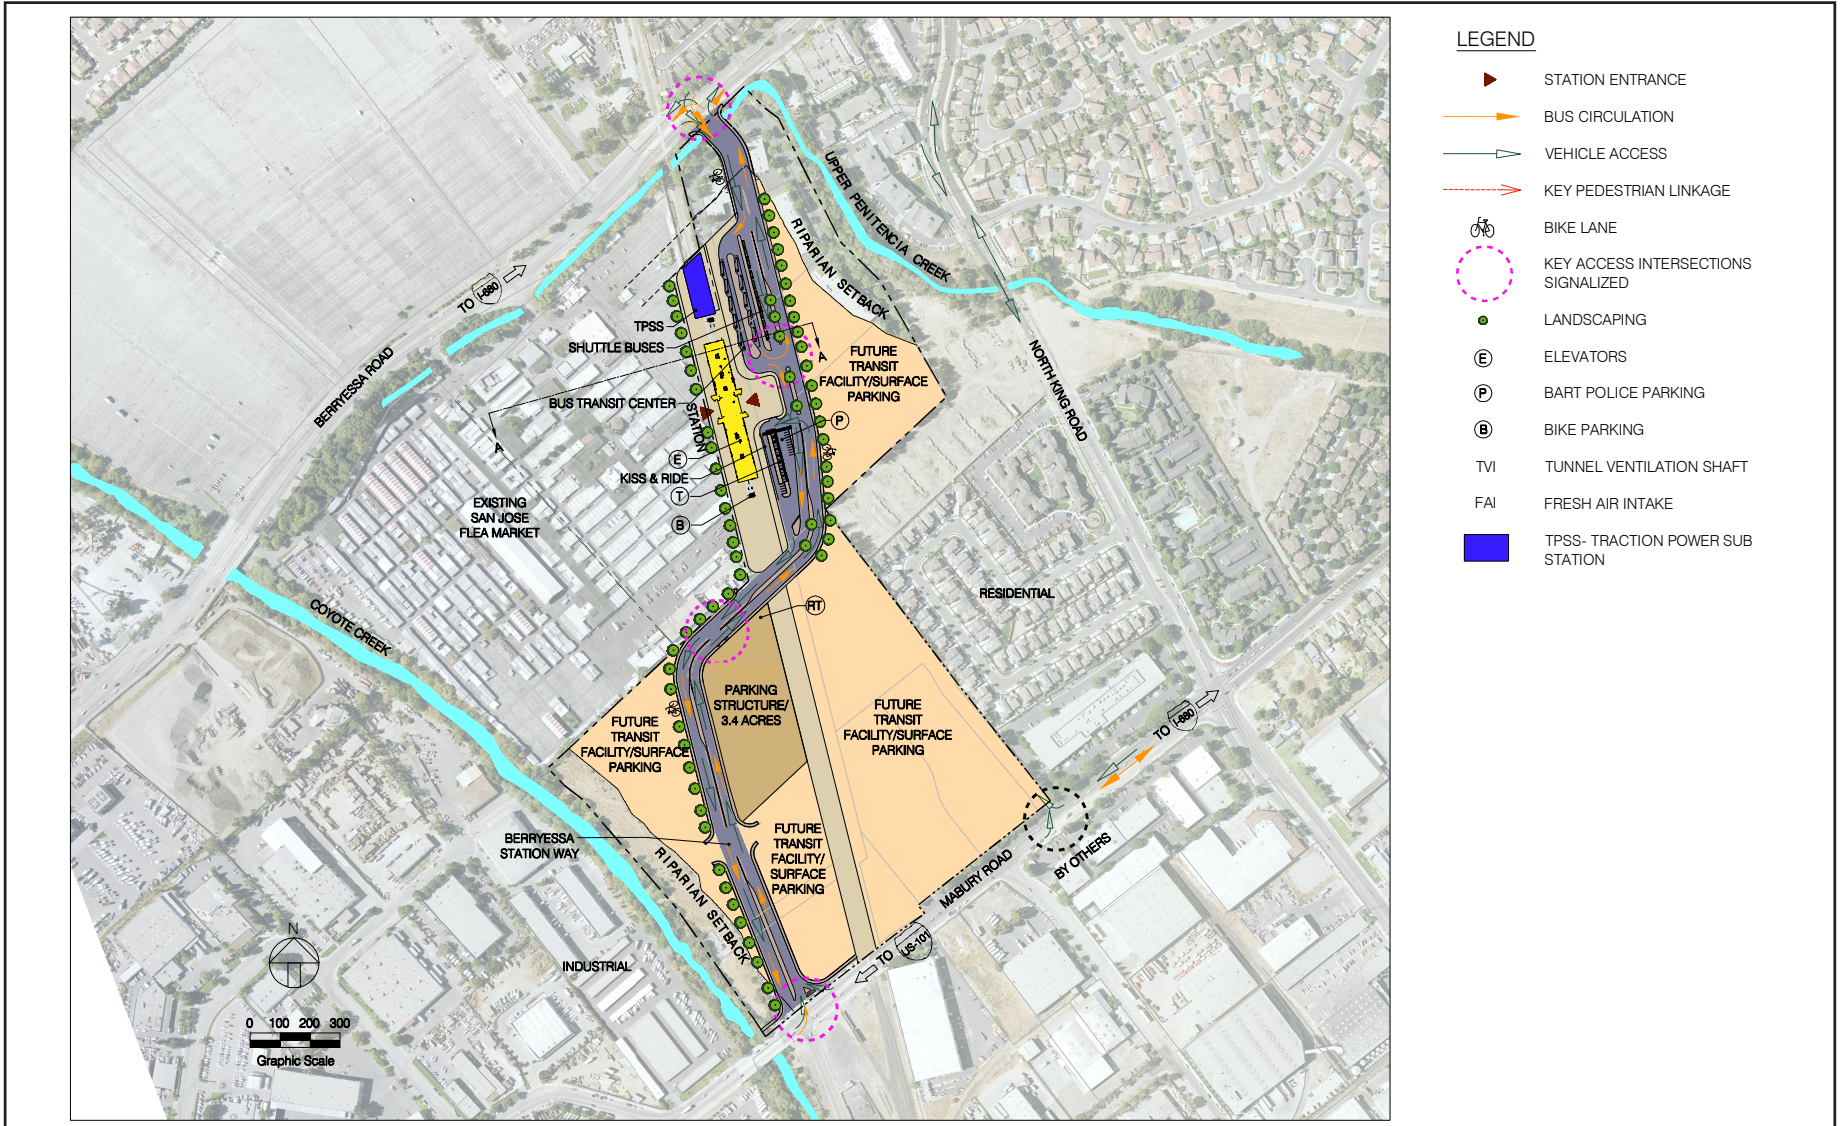 LEGEND
STATION ENTRANCE
BUS CIRCULATION
VEHICLE ACCESS
KEY PEDESTRIAN LINKAGE
BIKE LANE
KEY ACCESS INTERSECTIONS
SIGNALIZED
LANDSCAPING
E ELEVATORS
P BART POLICE PARKING
B BIKE PARKING
TVI TUNNEL VENTILATION SHAFT
FAI FRESH AIR INTAKE
TPSS- TRACTION POWER SUB
STATION
UPPER PENITENCIA CREEK
RIPARIAN SETBACK
TO I-680
BERRYESSA ROAD
TPSS
SHUTTLE BUSES
BUS TRANSIT CENTER
STATION
A
A
FUTURE
TRANSIT
FACILITY/SURFACE
PARKING
NORTH KING ROAD
P
E
KISS & RIDE
T
B
EXISTING
SAN JOSE
FLEA MARKET
COYOTE CREEK
RESIDENTIAL
RT
PARKING
STRUCTURE/
3.4 ACRES
FUTURE
TRANSIT
FACILITY/SURFACE
PARKING
FUTURE
TRANSIT
FACILITY/SURFACE
PARKING
TO I-680
BERRYESSA
STATION WAY
FUTURE
TRANSIT
FACILITY/
SURFACE
PARKING
RIPARIAN SETBACK
MABURY ROAD
BY OTHERS
TO US-101
INDUSTRIAL
N
0 100 200 300
Graphic Scale